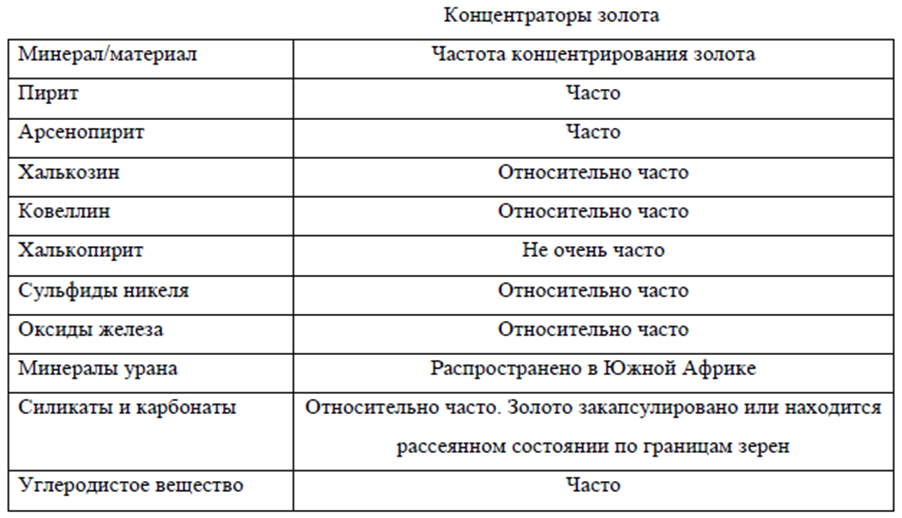 Концентраторы золота
Минерал/материал Частота концентрирования золота
Пирит Часто
Арсенопирит Часто
Халькозин Относительно часто
Ковеллин Относительно часто
Халькопирит Не очень часто
Сульфиды никеля Относительно часто
Оксиды железа Относительно часто
Минералы урана Распространено в Южной Африке
Силикаты и карбонаты Относительно часто. Золото закапсулировано или находится
рассеянном состоянии по границам зерен
Углеродистое вещество Часто